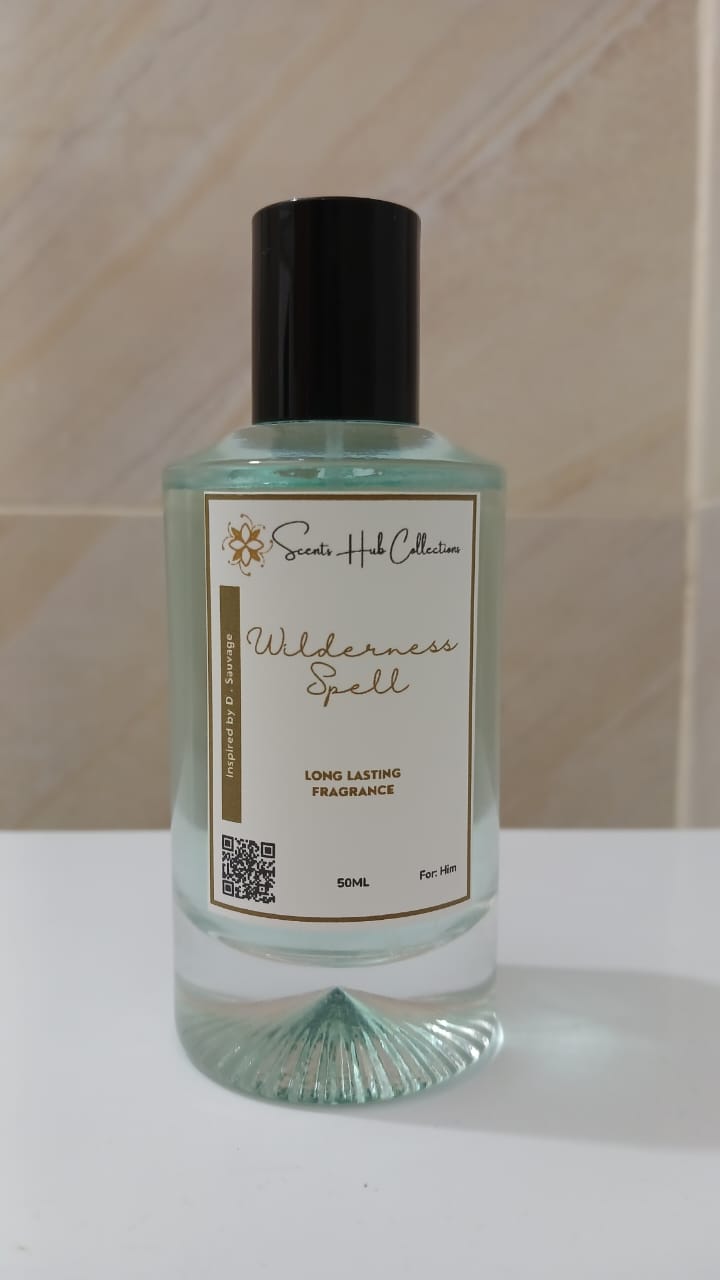 Scents Hub Collections
Inspired by D . Sauvage
Wilderness
Spell
LONG LASTING
FRAGRANCE
50ML
For: Him